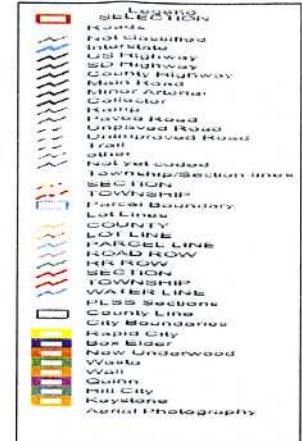 Legend
SELECTION
Roads
Not classified
Interstate
US Highway
SD Highway
County Highway
Main Road
Minor Arterial
Collector
Ramp
Paved Road
Unpaved Road
Unimproved Road
Trail
other
Not yet coded
Township/Section lines
SECTION
TOWNSHIP
Parcel Boundary
Lot Lines
COUNTY
LOT LINE
PARCEL LINE
ROAD ROW
RR ROW
SECTION
TOWNSHIP
WATER LINE
PLSS Sections
County Line
City Boundaries
Rapid City
Box Elder
New Underwood
Wasta
Wall
Quinn
Hill City
Keystone
Aerial Photography